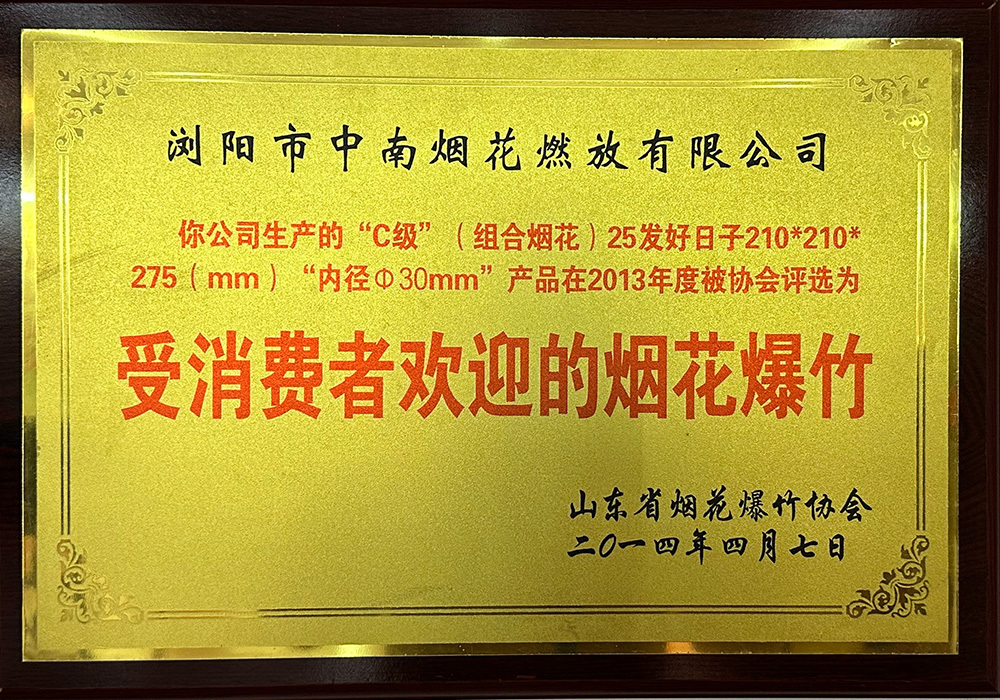 浏阳市中南烟花燃放有限公司
你公司生产的“C级”（组合烟花）25发好日子210*210*
275（mm）“内径Φ30mm”产品在2013年度被协会评选为
受消费者欢迎的烟花爆竹
山东省烟花爆竹协会
二〇一四年四月七日